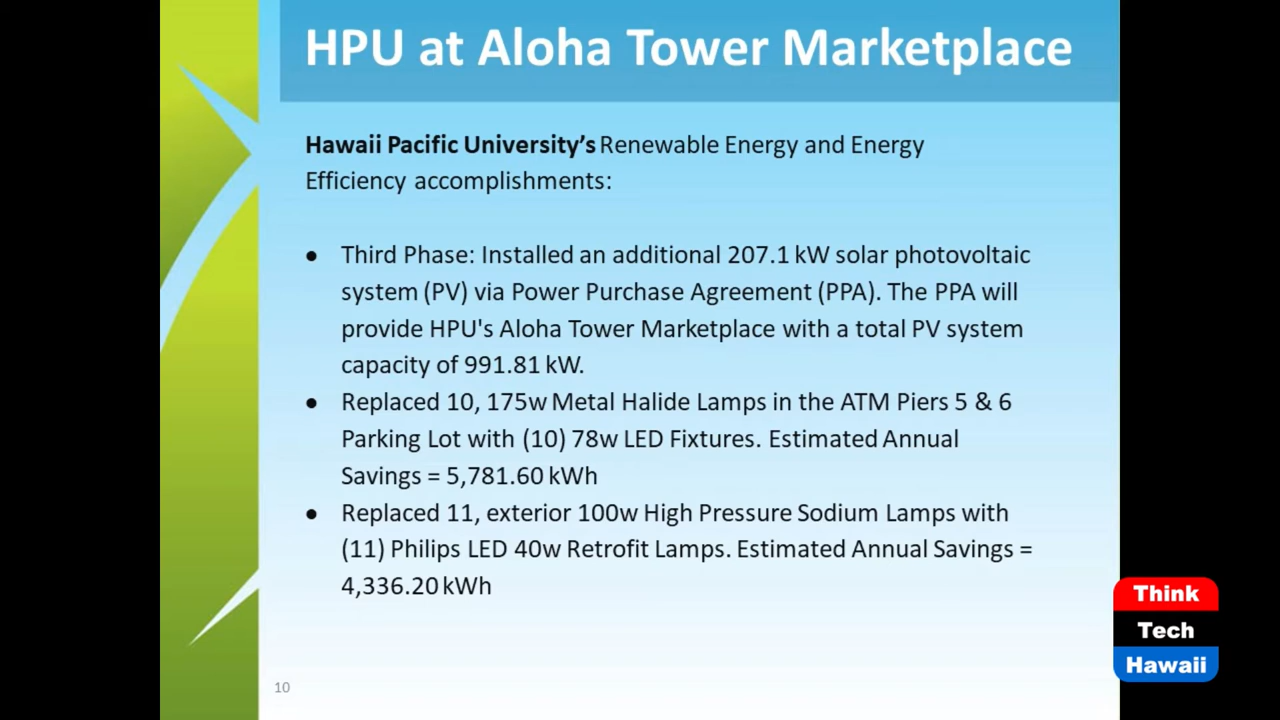 HPU at Aloha Tower Marketplace
Hawaii Pacific University’s Renewable Energy and Energy
Efficiency accomplishments:
● Third Phase: Installed an additional 207.1 kW solar photovoltaic
system (PV) via Power Purchase Agreement (PPA). The PPA will
provide HPU's Aloha Tower Marketplace with a total PV system
capacity of 991.81 kW.
● Replaced 10, 175w Metal Halide Lamps in the ATM Piers 5 & 6
Parking Lot with (10) 78w LED Fixtures. Estimated Annual
Savings = 5,781.60 kWh
● Replaced 11, exterior 100w High Pressure Sodium Lamps with
(11) Philips LED 40w Retrofit Lamps. Estimated Annual Savings =
4,336.20 kWh
Think
Tech
Hawaii
10